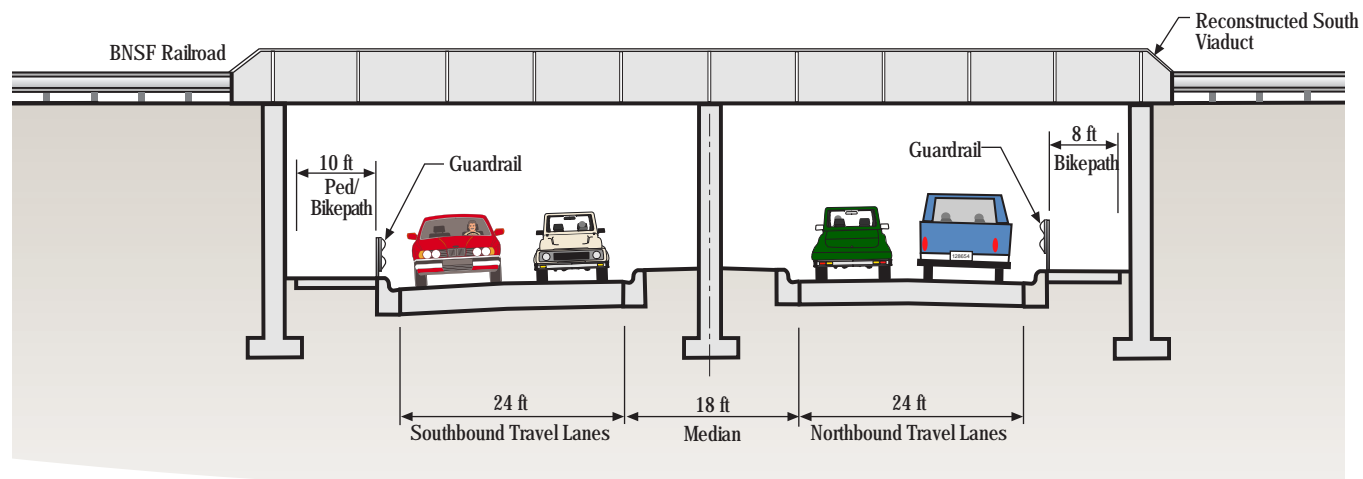 Reconstructed South
Viaduct
BNSF Railroad
10 ft
Ped/
Bikepath
Guardrail
Guardrail
8 ft
Bikepath
128654
24 ft
Southbound Travel Lanes
18 ft
Median
24 ft
Northbound Travel Lanes